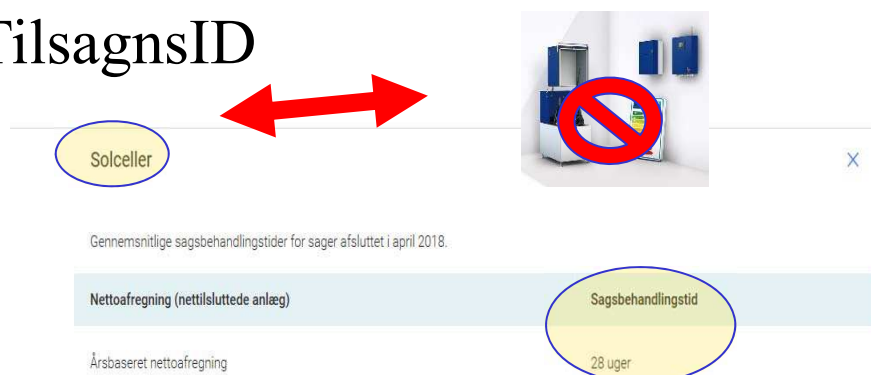 TilsagnsID
Solceller
X
Gennemsnitlige sagsbehandlingstider for sager afsluttet i april 2018.
Nettoafregning (nettilsluttede anlæg) Sagsbehandlingstid
Årsbaseret nettoafregning 28 uger